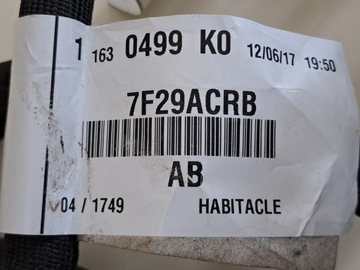 1 163 0499 K0 12/06/17 19:50
7F29ACRB
AB
04 / 1749 HABITACLE